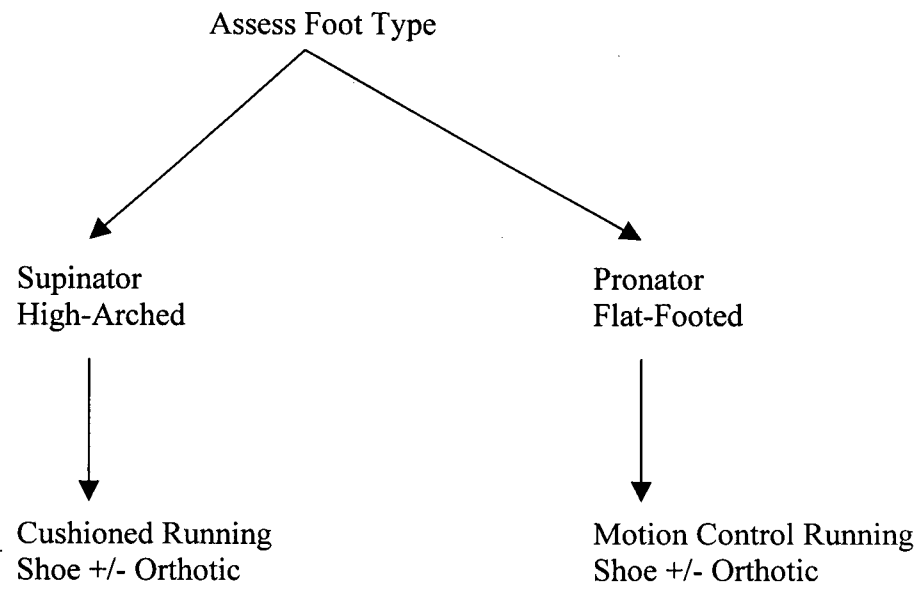 Assess Foot Type
Supinator
High-Arched
Pronator
Flat-Footed
Cushioned Running
Shoe +/- Orthotic
Motion Control Running
Shoe +/- Orthotic